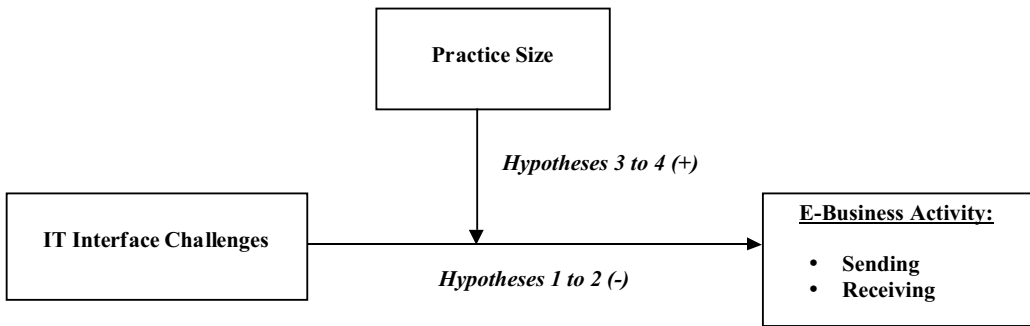 Practice Size
Hypotheses 3 to 4 (+)
IT Interface Challenges
Hypotheses 1 to 2 (-)
E-Business Activity:
• Sending
• Receiving